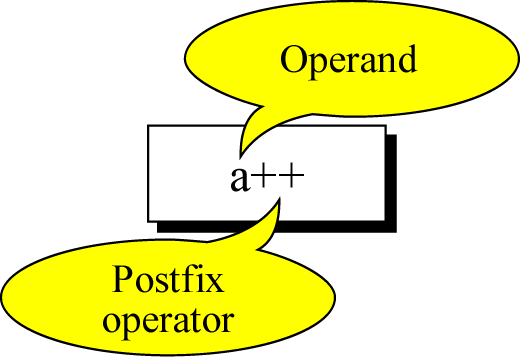 Operand
a++
Postfix
operator